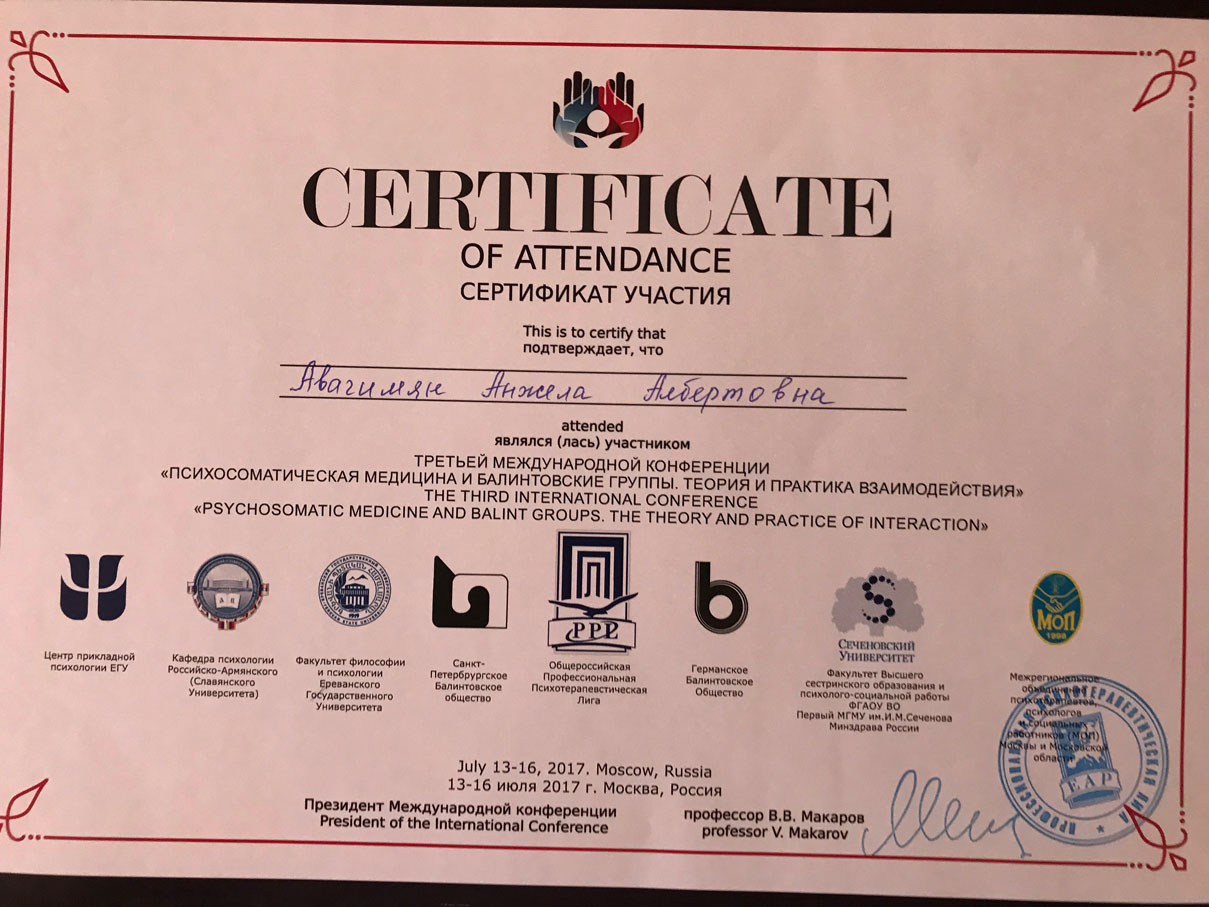 CERTIFICATE
OF ATTENDANCE
СЕРТИФИКАТ УЧАСТИЯ
This is to certify that
подтверждает, что
Авагимян Анжела Албертовна
attended
являлся (лась) участником
ТРЕТЬЕЙ МЕЖДУНАРОДНОЙ КОНФЕРЕНЦИИ
«ПСИХОСОМАТИЧЕСКАЯ МЕДИЦИНА И БАЛИНТОВСКИЕ ГРУППЫ. ТЕОРИЯ И ПРАКТИКА ВЗАИМОДЕЙСТВИЯ»
THE THIRD INTERNATIONAL CONFERENCE
«PSYCHOSOMATIC MEDICINE AND BALINT GROUPS. THE THEORY AND PRACTICE OF INTERACTION»
Центр прикладной
психологии ЕГУ
Кафедра психологии
Российско-Армянского
(Славянского
Университета)
1919
Факультет философии
и психологии
Ереванского
Государственного
Университета
Санкт-
Петербургское
Балинтовское
общество
PPL
Общероссийская
Профессиональная
Психотерапевтическая
Лига
Германское
Балинтовское
Общество
СЕЧЕНОВСКИЙ
УНИВЕРСИТЕТ
Факультет Высшего
сестринского образования и
психолого-социальной работы
ФГАОУ ВО
Первый МГМУ им.И.М.Сеченова
Минздрава России
МОП
1998
Межрегиональное
объединение
психотерапевтов,
психологов
и социальных
работников (МОП)
Москвы и Московской
области
ПРОФЕССИОНАЛЬНАЯ ПСИХОТЕРАПЕВТИЧЕСКАЯ ЛИГА
EAP
July 13-16, 2017. Moscow, Russia
13-16 июля 2017 г. Москва, Россия
Президент Международной конференции
President of the International Conference
профессор В.В. Макаров
professor V. Makarov